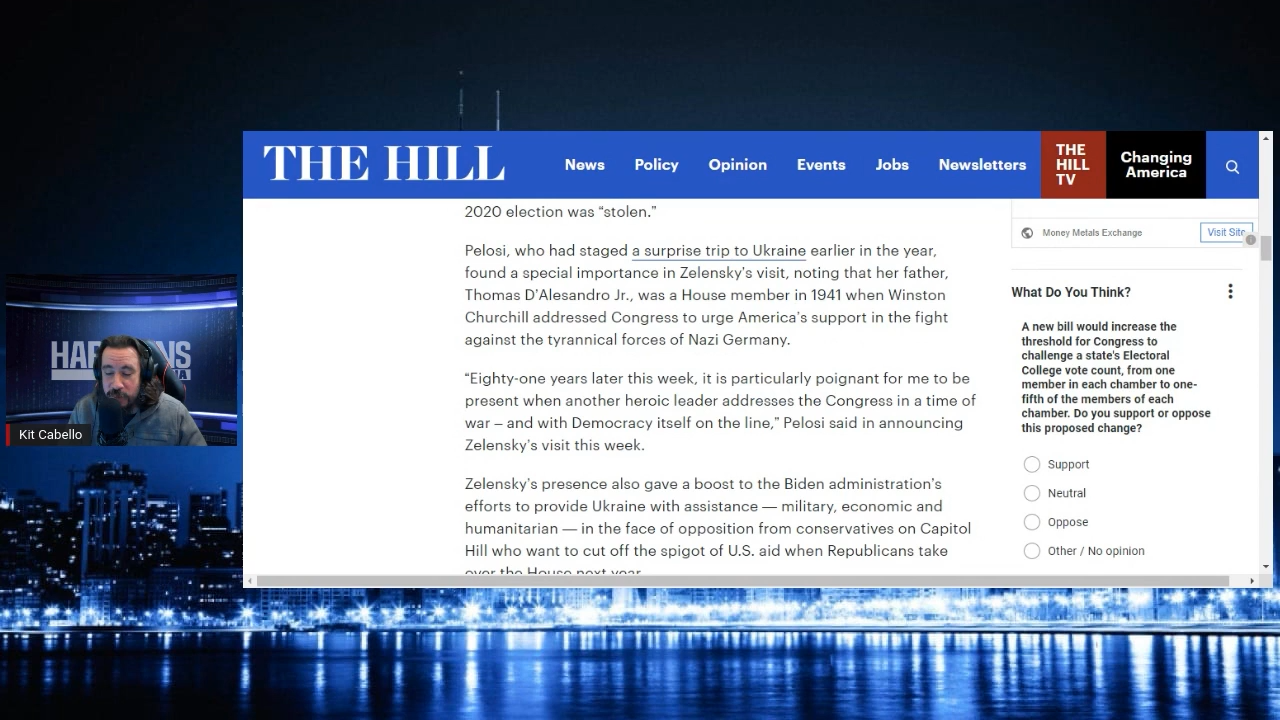 THE HILL
News
Policy
Opinion
Events
Jobs
Newsletters
THE
HILL
TV
Changing
America
2020 election was “stolen.”
Pelosi, who had staged a surprise trip to Ukraine earlier in the year,
found a special importance in Zelensky’s visit, noting that her father,
Thomas D’Alesandro Jr., was a House member in 1941 when Winston
Churchill addressed Congress to urge America’s support in the fight
against the tyrannical forces of Nazi Germany.
“Eighty-one years later this week, it is particularly poignant for me to be
present when another heroic leader addresses the Congress in a time of
war – and with Democracy itself on the line,” Pelosi said in announcing
Zelensky’s visit this week.
Zelensky’s presence also gave a boost to the Biden administration’s
efforts to provide Ukraine with assistance — military, economic and
humanitarian — in the face of opposition from conservatives on Capitol
Hill who want to cut off the spigot of U.S. aid when Republicans take
over the House next year.
Money Metals Exchange
Visit Site
What Do You Think?
A new bill would increase the
threshold for Congress to
challenge a state's Electoral
College vote count, from one
member in each chamber to one-
fifth of the members of each
chamber. Do you support or oppose
this proposed change?
Support
Neutral
Oppose
Other / No opinion
Kit Cabello